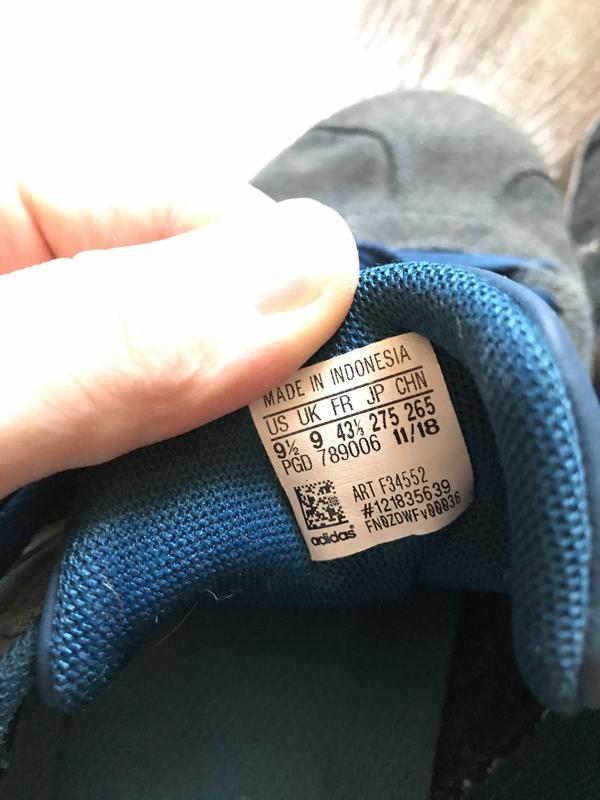 MADE IN INDONESIA
US UK FR JP CHN
9½ 9 43⅓ 275 265
PGD 789006 11/18
ART F34552
#121835639
FN0ZDWFv00036
adidas